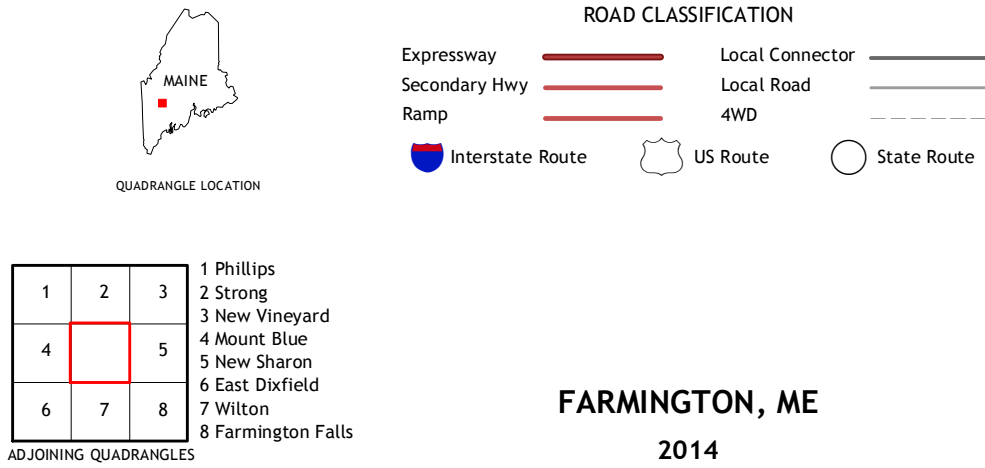 MAINE
QUADRANGLE LOCATION
ROAD CLASSIFICATION
Expressway
Local Connector
Secondary Hwy
Local Road
Ramp
4WD
Interstate Route
US Route
State Route
1 2 3
4 5
6 7 8
1 Phillips
2 Strong
3 New Vineyard
4 Mount Blue
5 New Sharon
6 East Dixfield
7 Wilton
8 Farmington Falls
ADJOINING QUADRANGLES
FARMINGTON, ME
2014